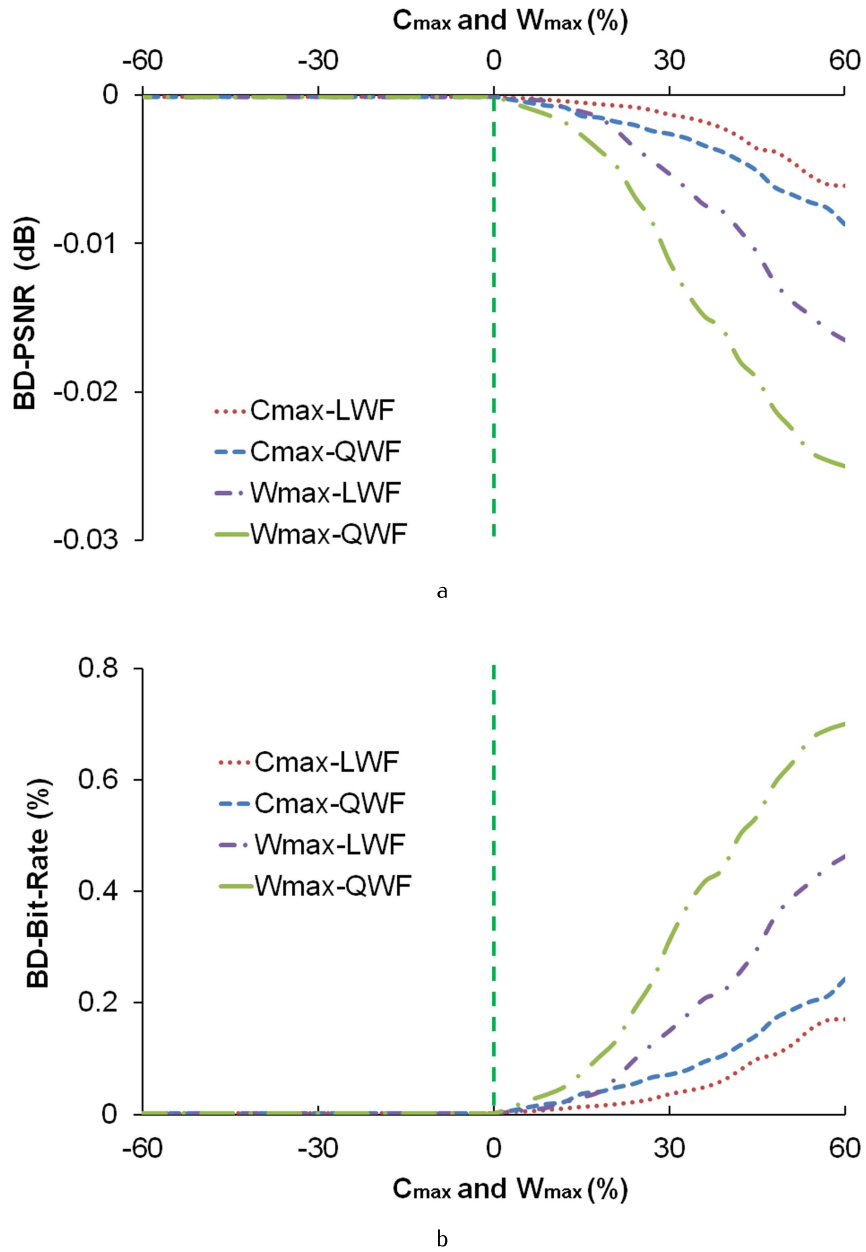 Cmax and Wmax (%)
-60 -30 0 30 60
0
-0.01
-0.02
-0.03
BD-PSNR (dB)
Cmax-LWF
Cmax-QWF
Wmax-LWF
Wmax-QWF
a
0.8
0.6
0.4
0.2
0
BD-Bit-Rate (%)
Cmax-LWF
Cmax-QWF
Wmax-LWF
Wmax-QWF
-60 -30 0 30 60
Cmax and Wmax (%)
b